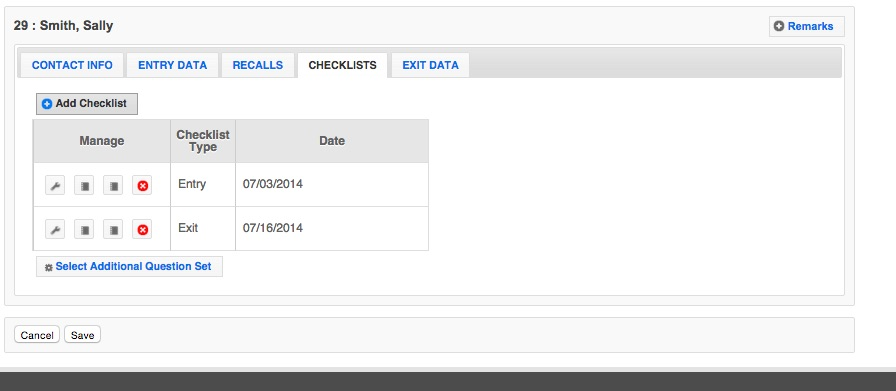 29 : Smith, Sally
Remarks
CONTACT INFO ENTRY DATA RECALLS CHECKLISTS EXIT DATA
Add Checklist
Manage Checklist Type Date
Entry 07/03/2014
Exit 07/16/2014
Select Additional Question Set
Cancel Save